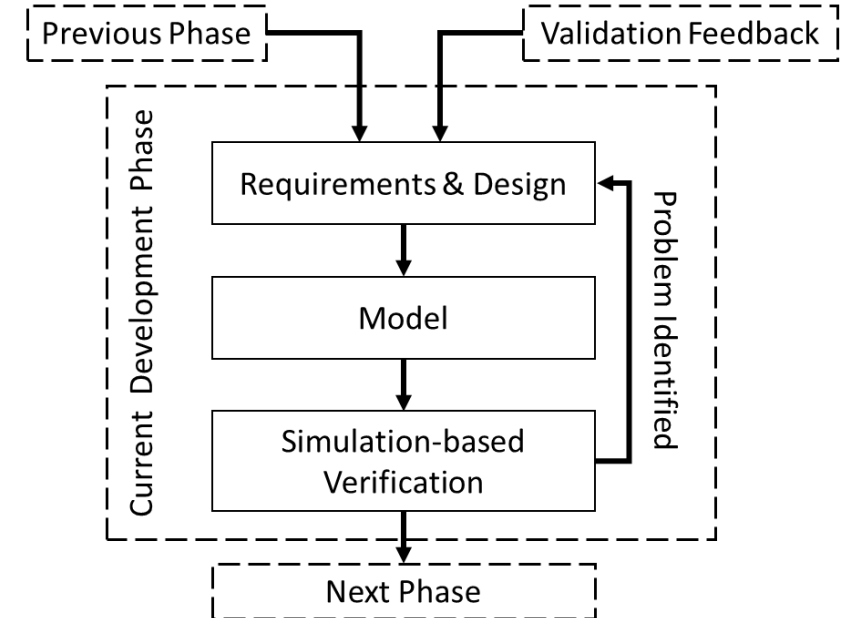 Previous Phase
Validation Feedback
Current Development Phase
Requirements & Design
Problem Identified
Model
Simulation-based
Verification
Next Phase